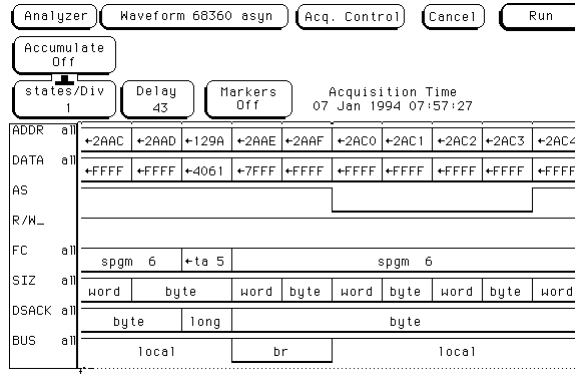 Analyzer Waveform 68360 asyn Acq. Control Cancel Run
Accumulate
Off
states/Div Delay Markers Acquisition Time
1 43 Off 07 Jan 1994 07:57:27
ADDR all ←2AAC ←2AAD ←129A ←2AAE ←2AAF ←2AC0 ←2AC1 ←2AC2 ←2AC3 ←2AC4
DATA all ←FFFF ←FFFF ←4061 ←7FFF ←FFFF ←FFFF ←FFFF ←FFFF ←FFFF ←FFFF
AS
R/W_
FC all spgm 6 ←ta 5 spgm 6
SIZ all word byte word byte word byte word byte word
DSACK all byte long byte
BUS all local br local